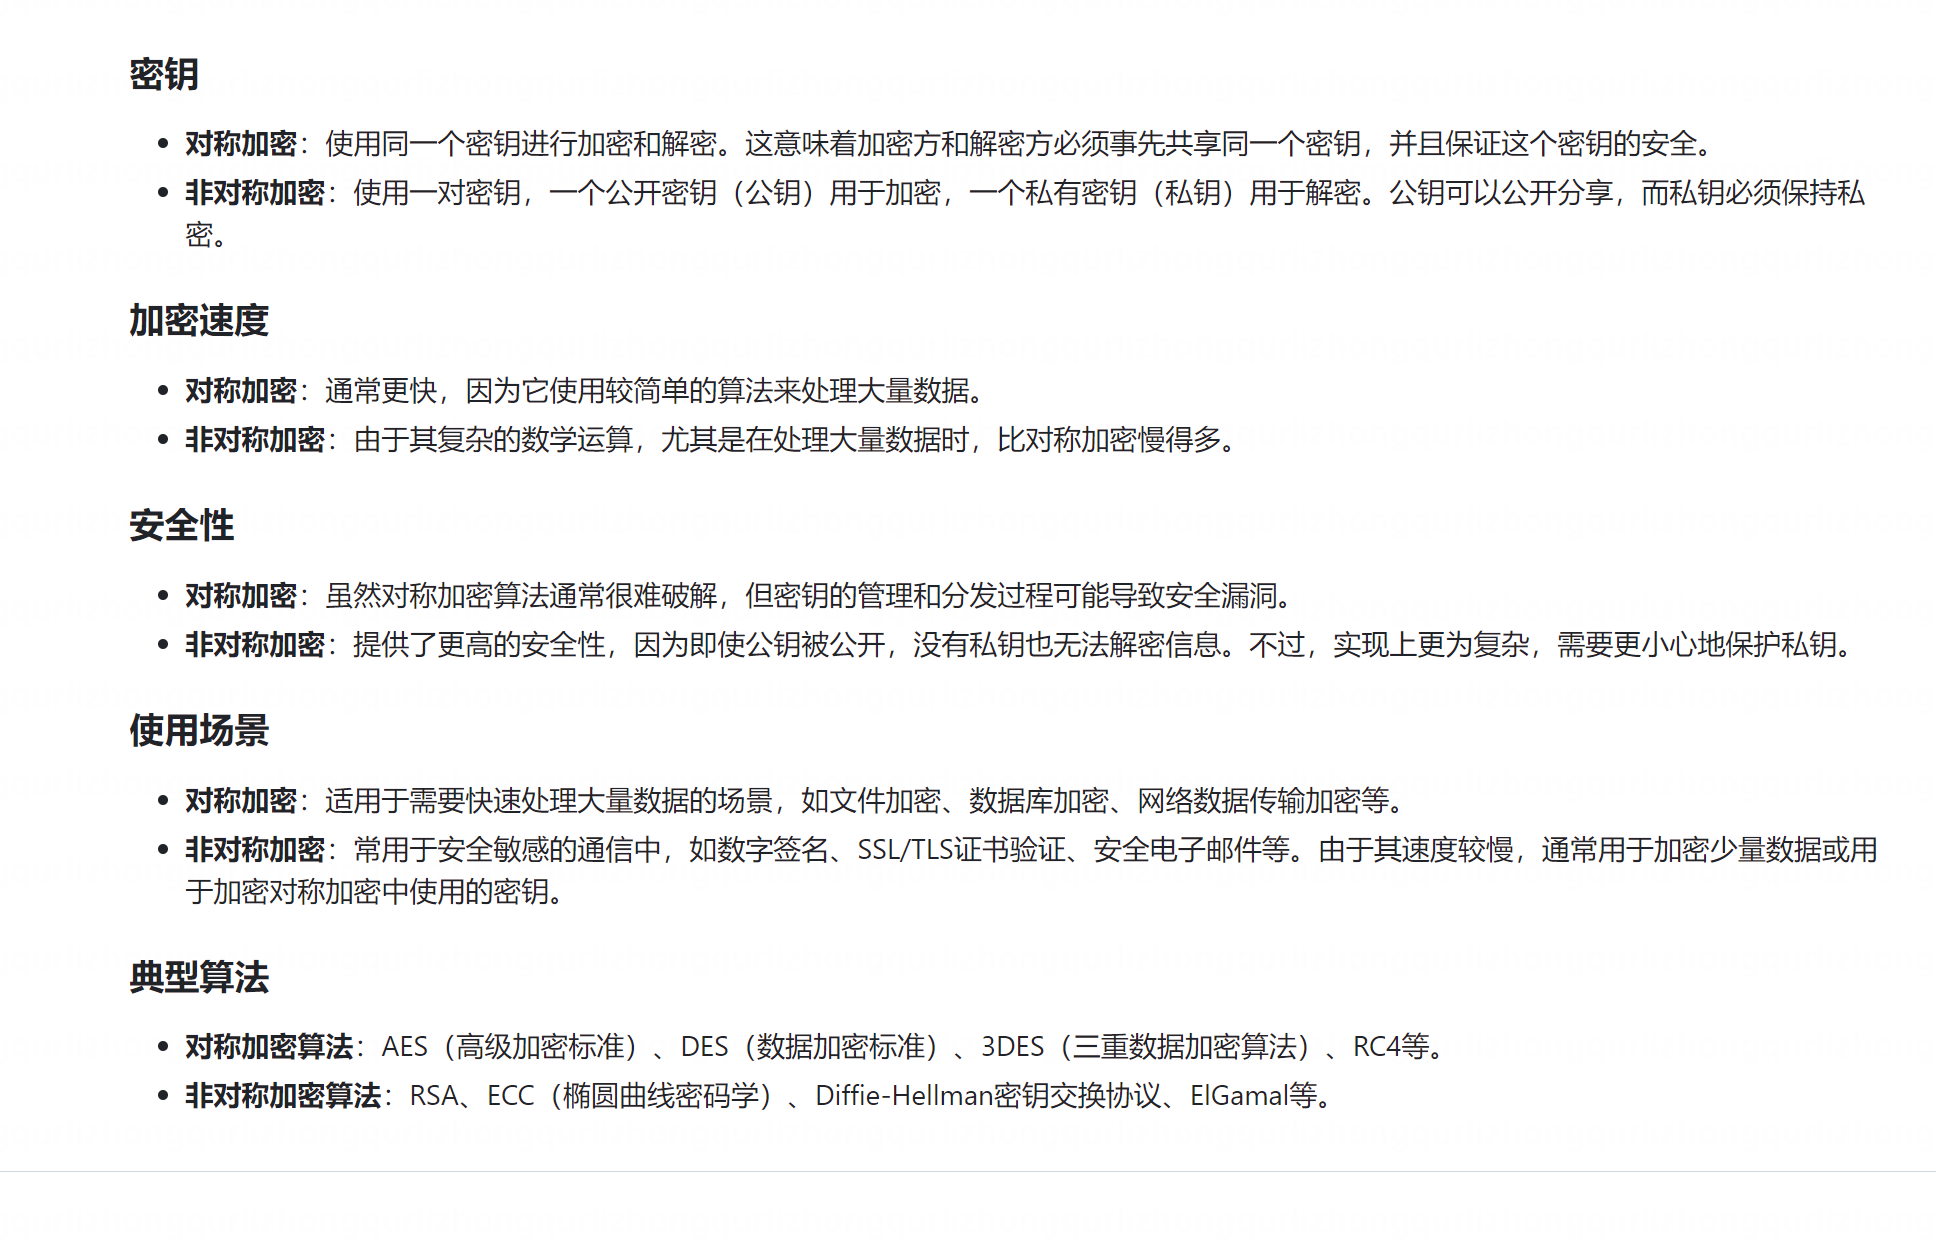 密钥
对称加密：使用同一个密钥进行加密和解密。这意味着加密方和解密方必须事先共享同一个密钥，并且保证这个密钥的安全。
非对称加密：使用一对密钥，一个公开密钥（公钥）用于加密，一个私有密钥（私钥）用于解密。公钥可以公开分享，而私钥必须保持私
密。
加密速度
对称加密：通常更快，因为它使用较简单的算法来处理大量数据。
非对称加密：由于其复杂的数学运算，尤其是在处理大量数据时，比对称加密慢得多。
安全性
对称加密：虽然对称加密算法通常很难破解，但密钥的管理和分发过程可能导致安全漏洞。
非对称加密：提供了更高的安全性，因为即使公钥被公开，没有私钥也无法解密信息。不过，实现上更为复杂，需要更小心地保护私钥。
使用场景
对称加密：适用于需要快速处理大量数据的场景，如文件加密、数据库加密、网络数据传输加密等。
非对称加密：常用于安全敏感的通信中，如数字签名、SSL/TLS证书验证、安全电子邮件等。由于其速度较慢，通常用于加密少量数据或用
于加密对称加密中使用的密钥。
典型算法
对称加密算法：AES（高级加密标准）、DES（数据加密标准）、3DES（三重数据加密算法）、RC4等。
非对称加密算法：RSA、ECC（椭圆曲线密码学）、Diffie-Hellman密钥交换协议、ElGamal等。